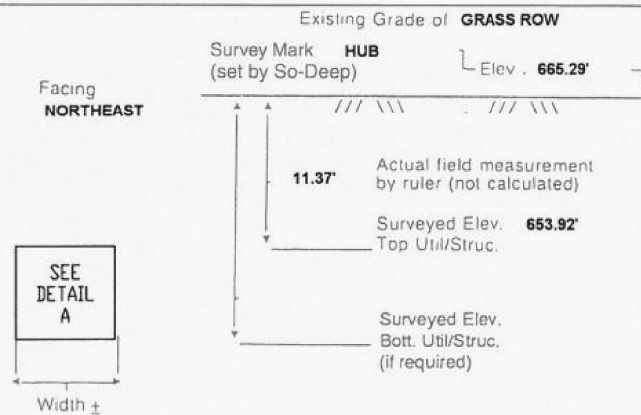 Existing Grade of GRASS ROW
Survey Mark HUB
(set by So-Deep)
Elev. 665.29'
Facing
NORTHEAST
11.37'
Actual field measurement
by ruler (not calculated)
Surveyed Elev. 653.92'
Top Util/Struc.
SEE
DETAIL
A
Surveyed Elev.
Bott. Util/Struc.
(if required)
Width ±